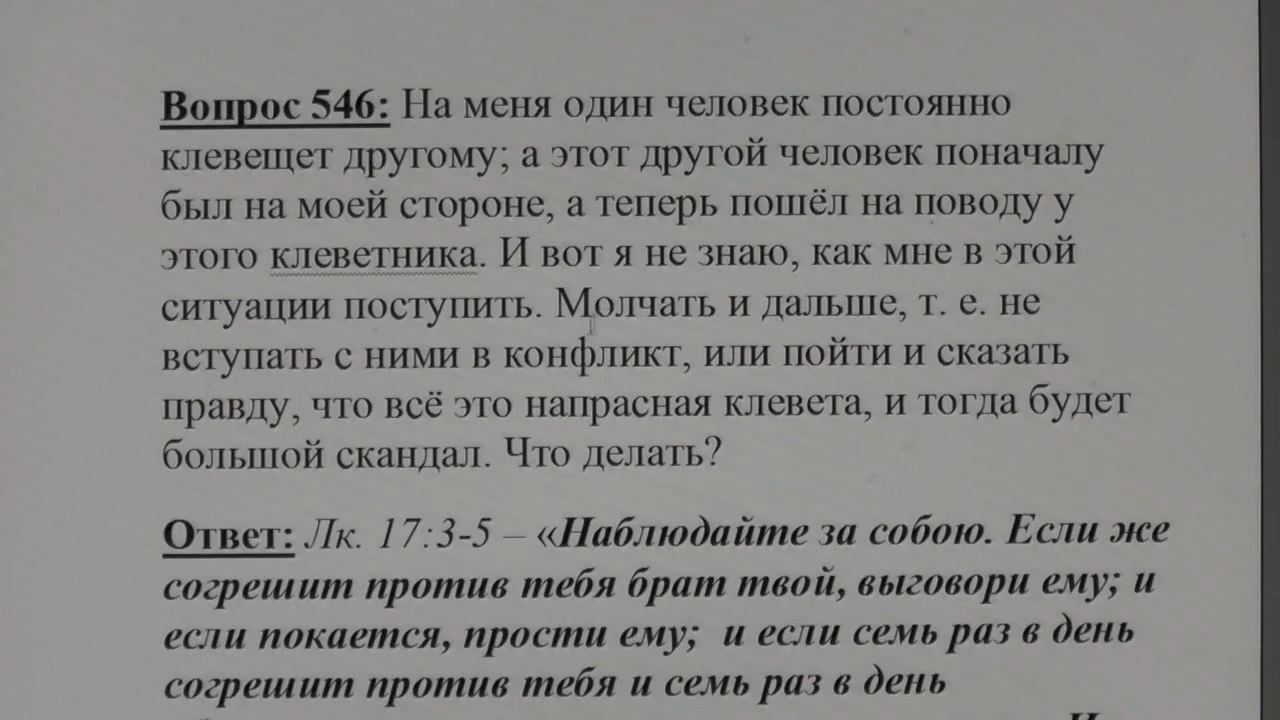 Вопрос 546: На меня один человек постоянно
клевещет другому; а этот другой человек поначалу
был на моей стороне, а теперь пошёл на поводу у
этого клеветника. И вот я не знаю, как мне в этой
ситуации поступить. Молчать и дальше, т. е. не
вступать с ними в конфликт, или пойти и сказать
правду, что всё это напрасная клевета, и тогда будет
большой скандал. Что делать?
Ответ: Лк. 17:3-5 – «Наблюдайте за собою. Если же
согрешит против тебя брат твой, выговори ему; и
если покается, прости ему; и если семь раз в день
согрешит против тебя и семь раз в день